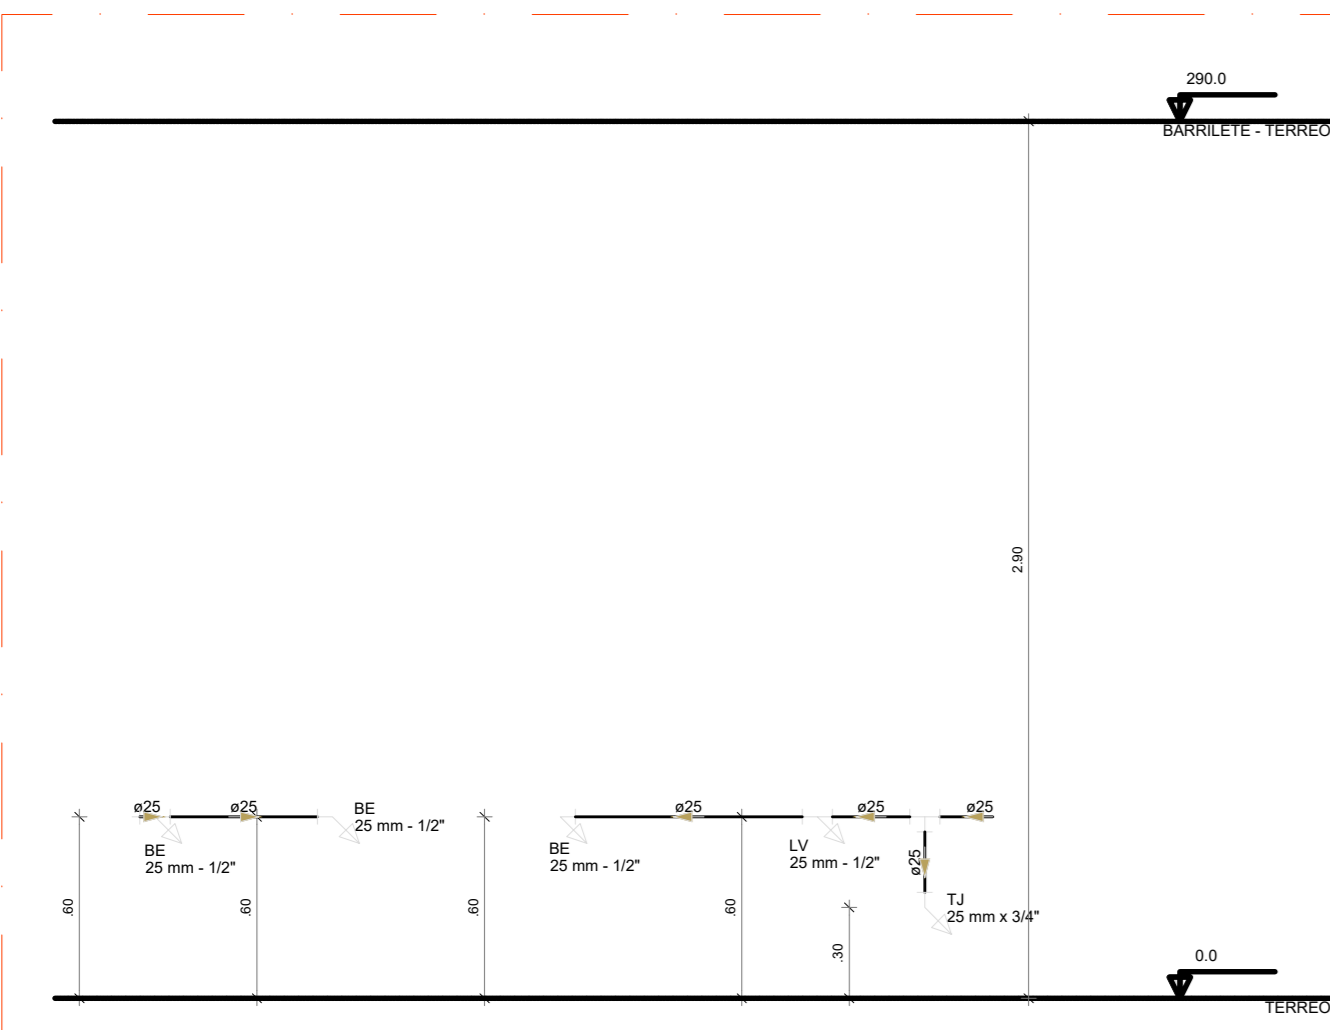 290.0
BARRILETE - TERREO
2.90
ø25
ø25
BE
25 mm - 1/2"
BE
25 mm - 1/2"
ø25
ø25
ø25
BE
25 mm - 1/2"
LV
25 mm - 1/2"
ø25
TJ
25 mm x 3/4"
.60
.60
.60
.60
.30
0.0
TERREO